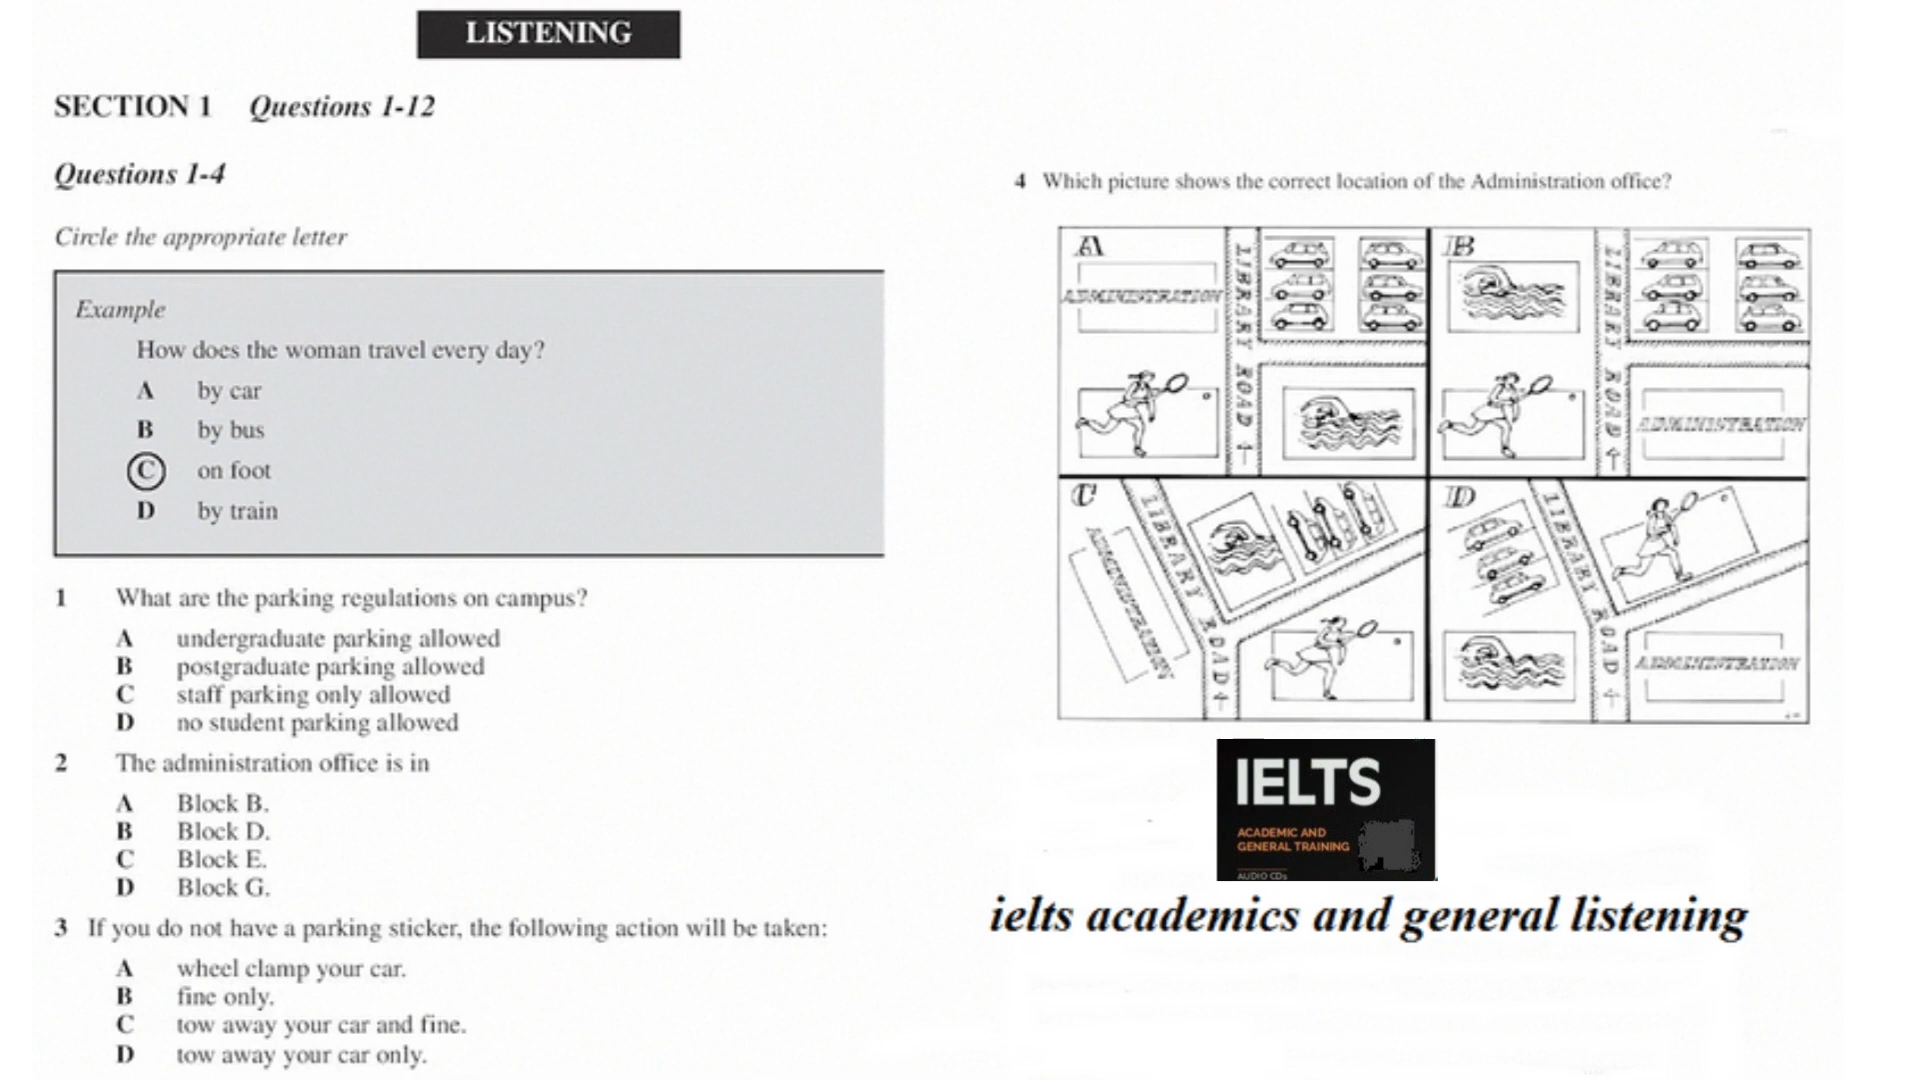 LISTENING
SECTION 1 Questions 1-12
Questions 1-4
Circle the appropriate letter
Example
How does the woman travel every day?
A by car
B by bus
C on foot
D by train
1 What are the parking regulations on campus?
A undergraduate parking allowed
B postgraduate parking allowed
C staff parking only allowed
D no student parking allowed
2 The administration office is in
A Block B.
B Block D.
C Block E.
D Block G.
3 If you do not have a parking sticker, the following action will be taken:
A wheel clamp your car.
B fine only.
C tow away your car and fine.
D tow away your car only.
4 Which picture shows the correct location of the Administration office?
A
ADMINISTRATION
LIBRARY ROAD
B
LIBRARY ROAD
ADMINISTRATION
C
ADMINISTRATION
LIBRARY ROAD
D
LIBRARY ROAD
ADMINISTRATION
IELTS
ACADEMIC AND
GENERAL TRAINING
AUDIO CDs
ielts academics and general listening